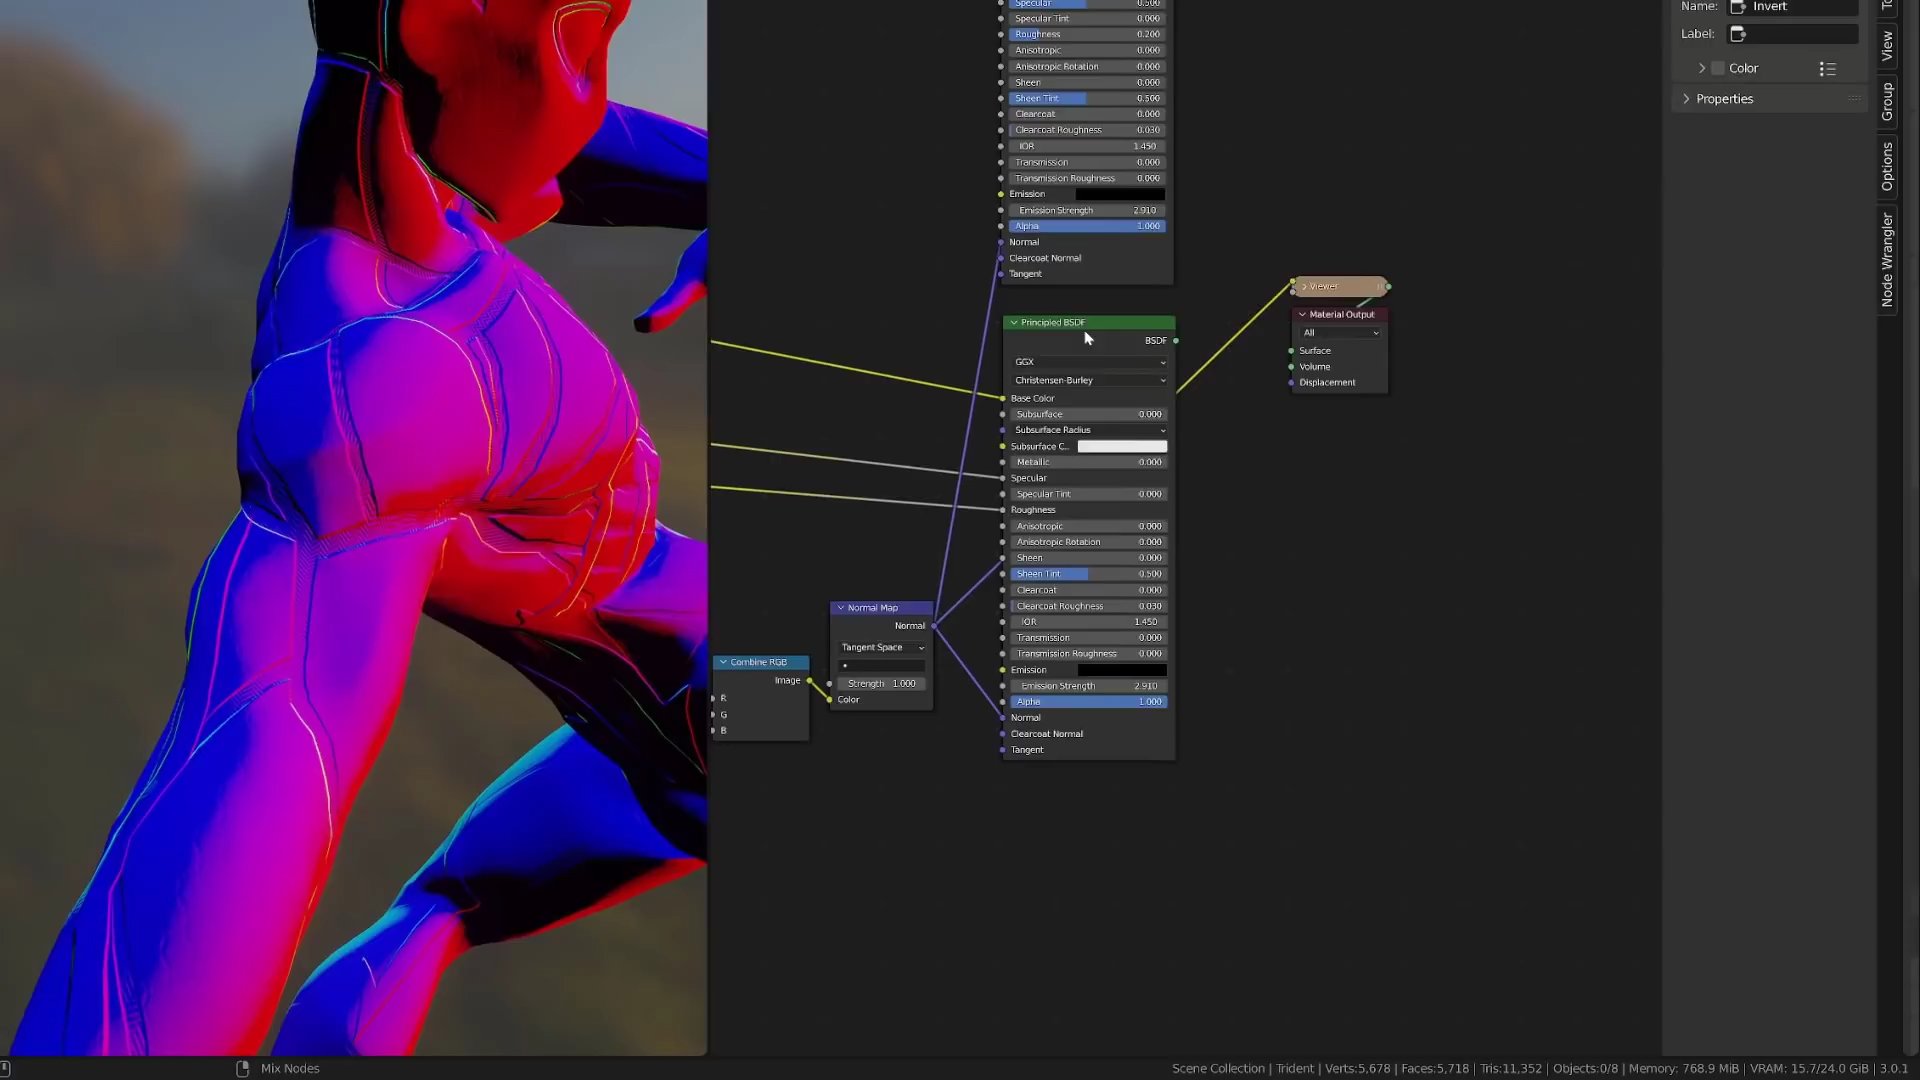 Specular 0.500
Specular Tint 0.000
Roughness 0.200
Anisotropic 0.000
Anisotropic Rotation 0.000
Sheen 0.000
Sheen Tint 0.500
Clearcoat 0.000
Clearcoat Roughness 0.030
IOR 1.450
Transmission 0.000
Transmission Roughness 0.000
Emission
Emission Strength 2.910
Alpha 1.000
Normal
Clearcoat Normal
Tangent
Principled BSDF
BSDF
GGX
Christensen-Burley
Base Color
Subsurface 0.000
Subsurface Radius
Subsurface C..
Metallic 0.000
Specular
Specular Tint 0.000
Roughness
Anisotropic 0.000
Anisotropic Rotation 0.000
Sheen 0.000
Sheen Tint 0.500
Clearcoat 0.000
Clearcoat Roughness 0.030
IOR 1.450
Transmission 0.000
Transmission Roughness 0.000
Emission
Emission Strength 2.910
Alpha 1.000
Normal
Clearcoat Normal
Tangent
Normal Map
Normal
Tangent Space
Strength 1.000
Color
Combine RGB
Image
R
G
B
Viewer
Material Output
All
Surface
Volume
Displacement
Name: Invert
Label:
Color
Properties
View
Group
Options
Node Wrangler
Mix Nodes
Scene Collection | Trident | Verts:5,678 | Faces:5,718 | Tris:11,352 | Objects:0/8 | Memory: 768.9 MiB | VRAM: 15.7/24.0 GiB | 3.0.1